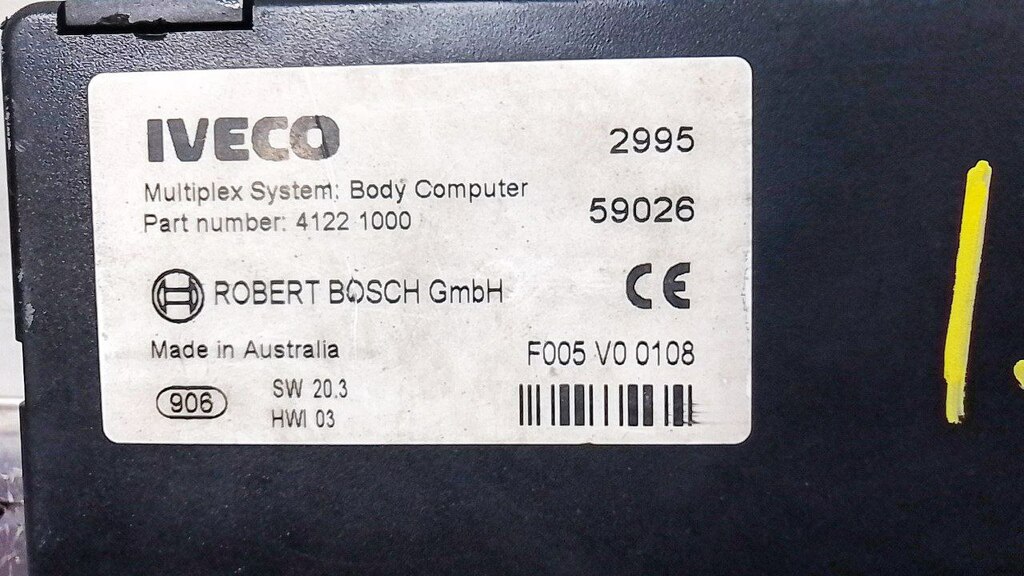 IVECO 2995
Multiplex System: Body Computer
Part number: 4122 1000 59026
ROBERT BOSCH GmbH CE
Made in Australia F005 V0 0108
906 SW 20.3
HWI 03